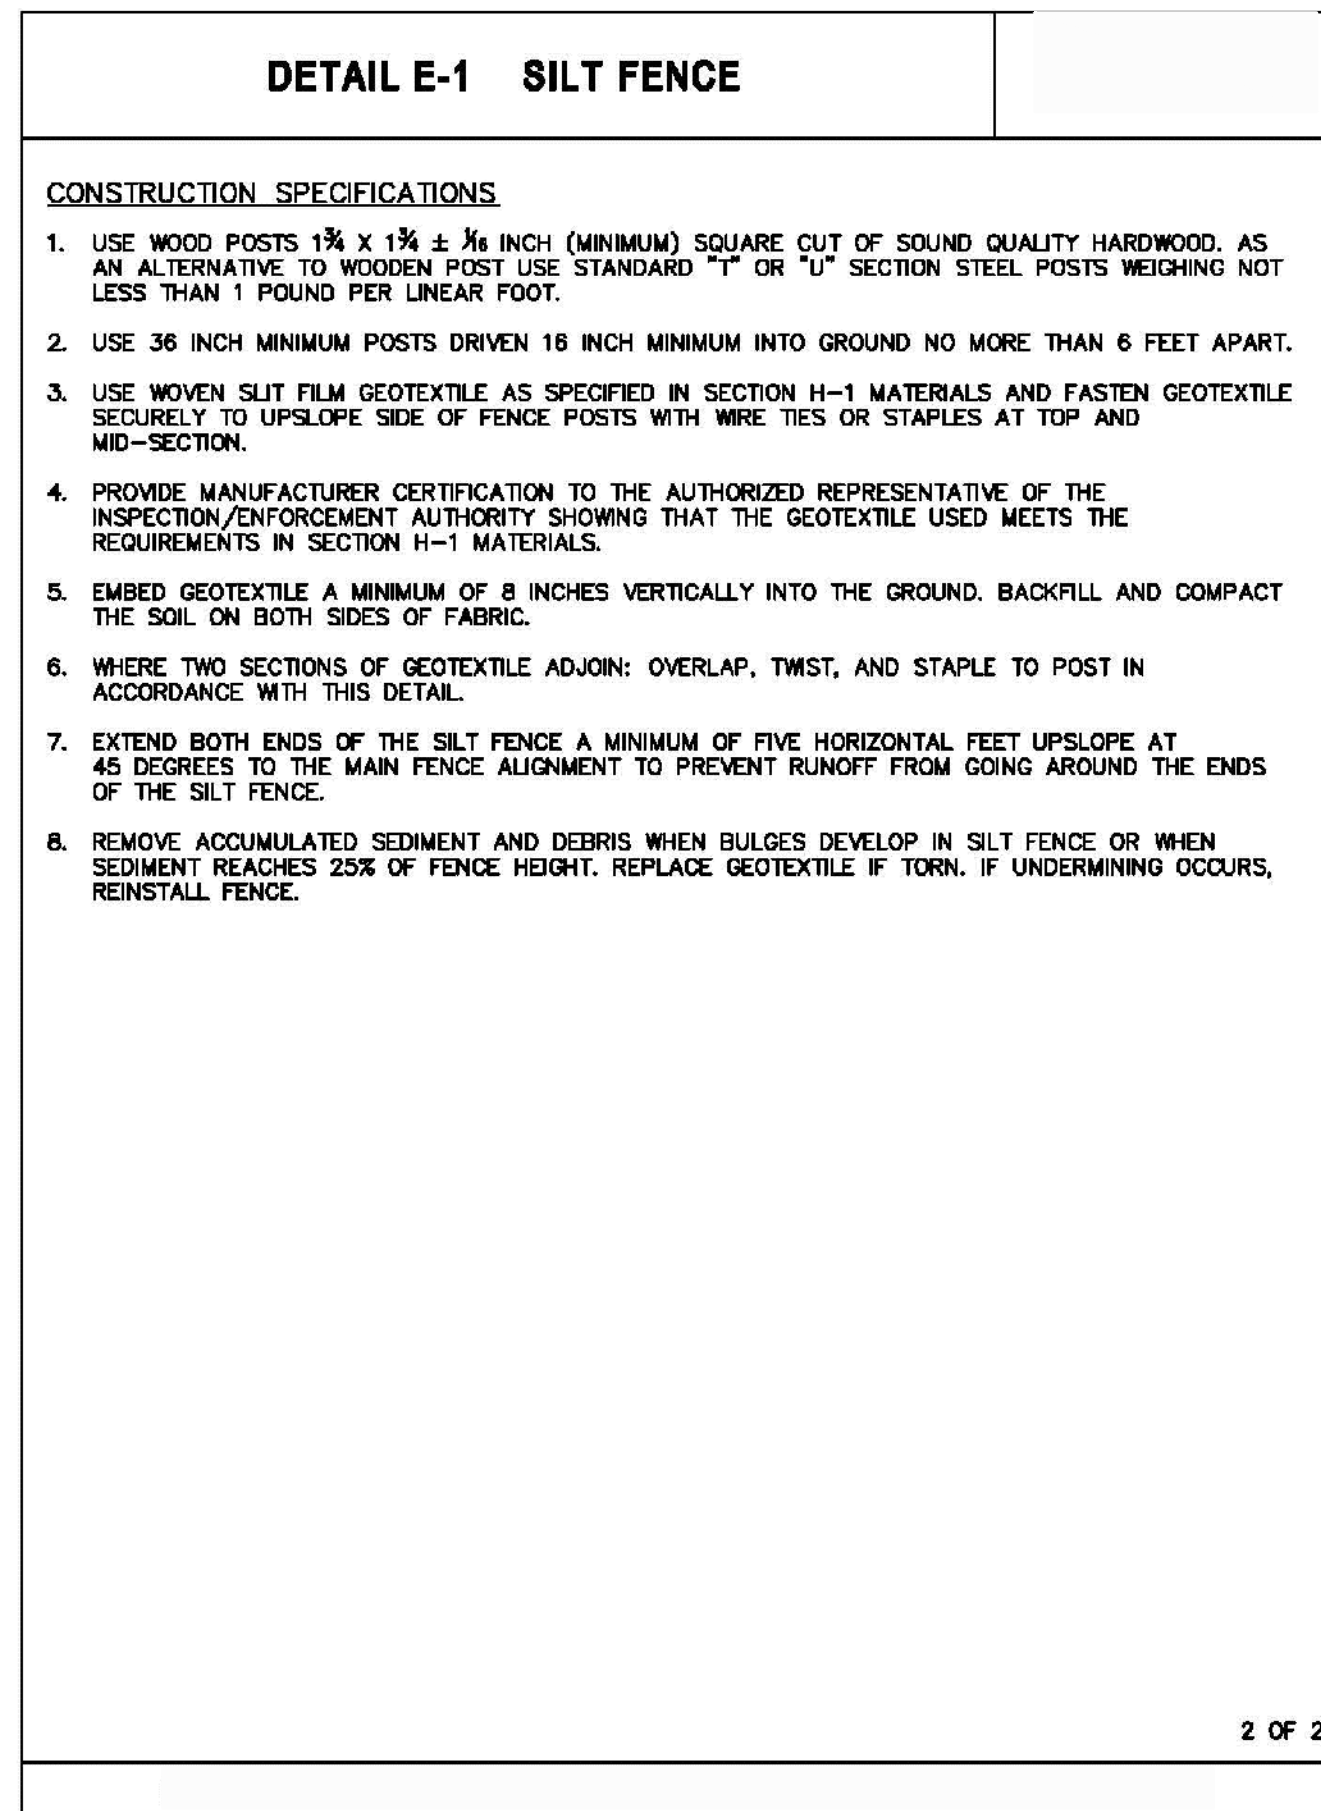 DETAIL E-1 SILT FENCE
CONSTRUCTION SPECIFICATIONS
1. USE WOOD POSTS 1¾ X 1¾ ± 1⁄16 INCH (MINIMUM) SQUARE CUT OF SOUND QUALITY HARDWOOD. AS
AN ALTERNATIVE TO WOODEN POST USE STANDARD "T" OR "U" SECTION STEEL POSTS WEIGHING NOT
LESS THAN 1 POUND PER LINEAR FOOT.
2. USE 36 INCH MINIMUM POSTS DRIVEN 16 INCH MINIMUM INTO GROUND NO MORE THAN 6 FEET APART.
3. USE WOVEN SLIT FILM GEOTEXTILE AS SPECIFIED IN SECTION H-1 MATERIALS AND FASTEN GEOTEXTILE
SECURELY TO UPSLOPE SIDE OF FENCE POSTS WITH WIRE TIES OR STAPLES AT TOP AND
MID-SECTION.
4. PROVIDE MANUFACTURER CERTIFICATION TO THE AUTHORIZED REPRESENTATIVE OF THE
INSPECTION/ENFORCEMENT AUTHORITY SHOWING THAT THE GEOTEXTILE USED MEETS THE
REQUIREMENTS IN SECTION H-1 MATERIALS.
5. EMBED GEOTEXTILE A MINIMUM OF 8 INCHES VERTICALLY INTO THE GROUND. BACKFILL AND COMPACT
THE SOIL ON BOTH SIDES OF FABRIC.
6. WHERE TWO SECTIONS OF GEOTEXTILE ADJOIN: OVERLAP, TWIST, AND STAPLE TO POST IN
ACCORDANCE WITH THIS DETAIL.
7. EXTEND BOTH ENDS OF THE SILT FENCE A MINIMUM OF FIVE HORIZONTAL FEET UPSLOPE AT
45 DEGREES TO THE MAIN FENCE ALIGNMENT TO PREVENT RUNOFF FROM GOING AROUND THE ENDS
OF THE SILT FENCE.
8. REMOVE ACCUMULATED SEDIMENT AND DEBRIS WHEN BULGES DEVELOP IN SILT FENCE OR WHEN
SEDIMENT REACHES 25% OF FENCE HEIGHT. REPLACE GEOTEXTILE IF TORN. IF UNDERMINING OCCURS,
REINSTALL FENCE.
2 OF 2